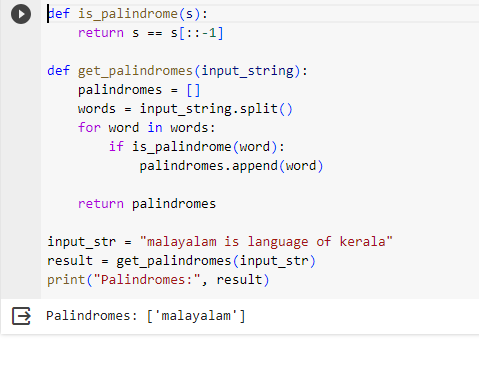 def is_palindrome(s):
    return s == s[::-1]

def get_palindromes(input_string):
    palindromes = []
    words = input_string.split()
    for word in words:
        if is_palindrome(word):
            palindromes.append(word)

    return palindromes

input_str = "malayalam is language of kerala"
result = get_palindromes(input_str)
print("Palindromes:", result)
Palindromes: ['malayalam']